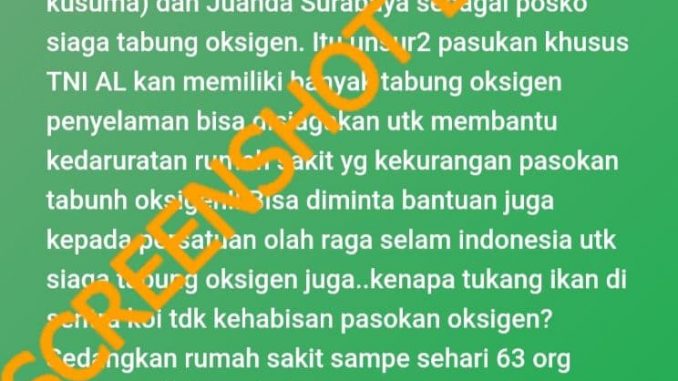 kusuma) dan Juanda Surabaya sebagai posko
siaga tabung oksigen. Itu unsur2 pasukan khusus
TNI AL kan memiliki banyak tabung oksigen
penyelaman bisa disiagakan utk membantu
kedaruratan rumah sakit yg kekurangan pasokan
tabunh oksigen!! Bisa diminta bantuan juga
kepada persatuan olah raga selam indonesia utk
siaga tabung oksigen juga..kenapa tukang ikan di
sentra koi tdk kehabisan pasokan oksigen?
Sedangkan rumah sakit sampe sehari 63 org
SCREENSHOT